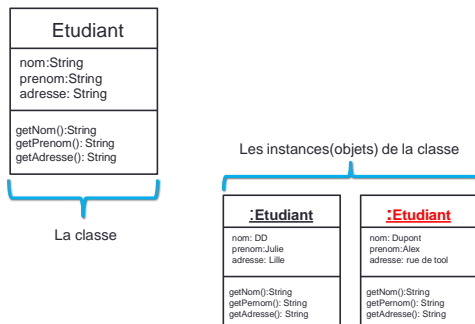 Etudiant
nom:String
prenom:String
adresse: String
getNom():String
getPrenom(): String
getAdresse(): String
La classe
Les instances(objets) de la classe
:Etudiant
nom: DD
prenom:Julie
adresse: Lille
getNom():String
getPernom(): String
getAdresse(): String
:Etudiant
nom: Dupont
prenom:Alex
adresse: rue de tool
getNom():String
getPernom(): String
getAdresse(): String